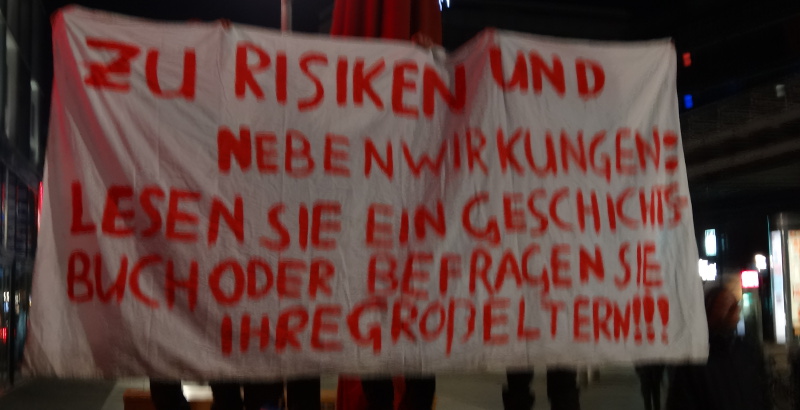 ZU RISIKEN UND
NEBENWIRKUNGEN:
LESEN SIE EIN GESCHICHTS-
BUCH ODER BEFRAGEN SIE
IHRE GROßELTERN!!!